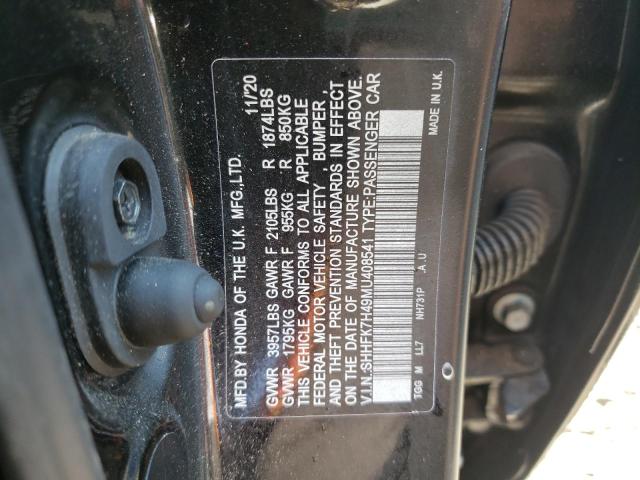 MFD.BY HONDA OF THE U.K. MFG.,LTD. 11/20
GVWR 3957LBS GAWR F 2105LBS R 1874LBS
GVWR 1795KG GAWR F 955KG R 850KG
THIS VEHICLE CONFORMS TO ALL APPLICABLE
FEDERAL MOTOR VEHICLE SAFETY , BUMPER ,
AND THEFT PREVENTION STANDARDS IN EFFECT
ON THE DATE OF MANUFACTURE SHOWN ABOVE.
V.I.N.:SHHFK7H49MU408541 TYPE:PASSENGER CAR
TGG M LL7 NH731P .A .U MADE IN U.K.